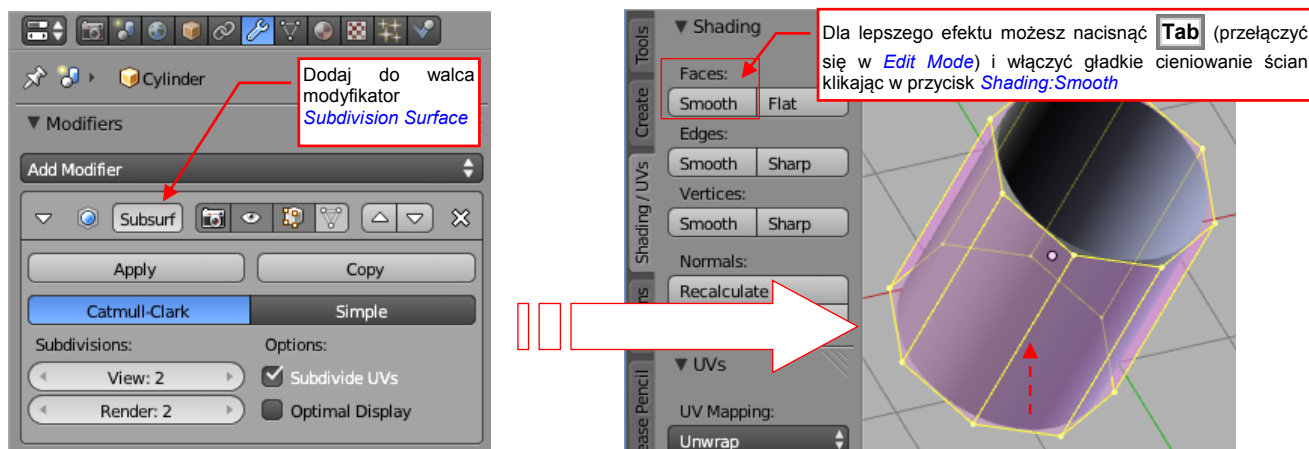 Cylinder
Dodaj do walca
modyfikator
Subdivision Surface
Modifiers
Add Modifier
Subsurf
Apply
Copy
Catmull-Clark
Simple
Subdivisions:
Options:
View: 2
Subdivide UVs
Render: 2
Optimal Display
Tools
Create
Shading / UVs
Shading
Faces:
Smooth
Flat
Edges:
Smooth
Sharp
Vertices:
Smooth
Sharp
Normals:
Recalculate
UVs
UV Mapping:
Unwrap
Dla lepszego efektu możesz nacisnąć Tab (przełączyć
się w Edit Mode) i włączyć gładkie cieniowanie ścian
klikając w przycisk Shading:Smooth